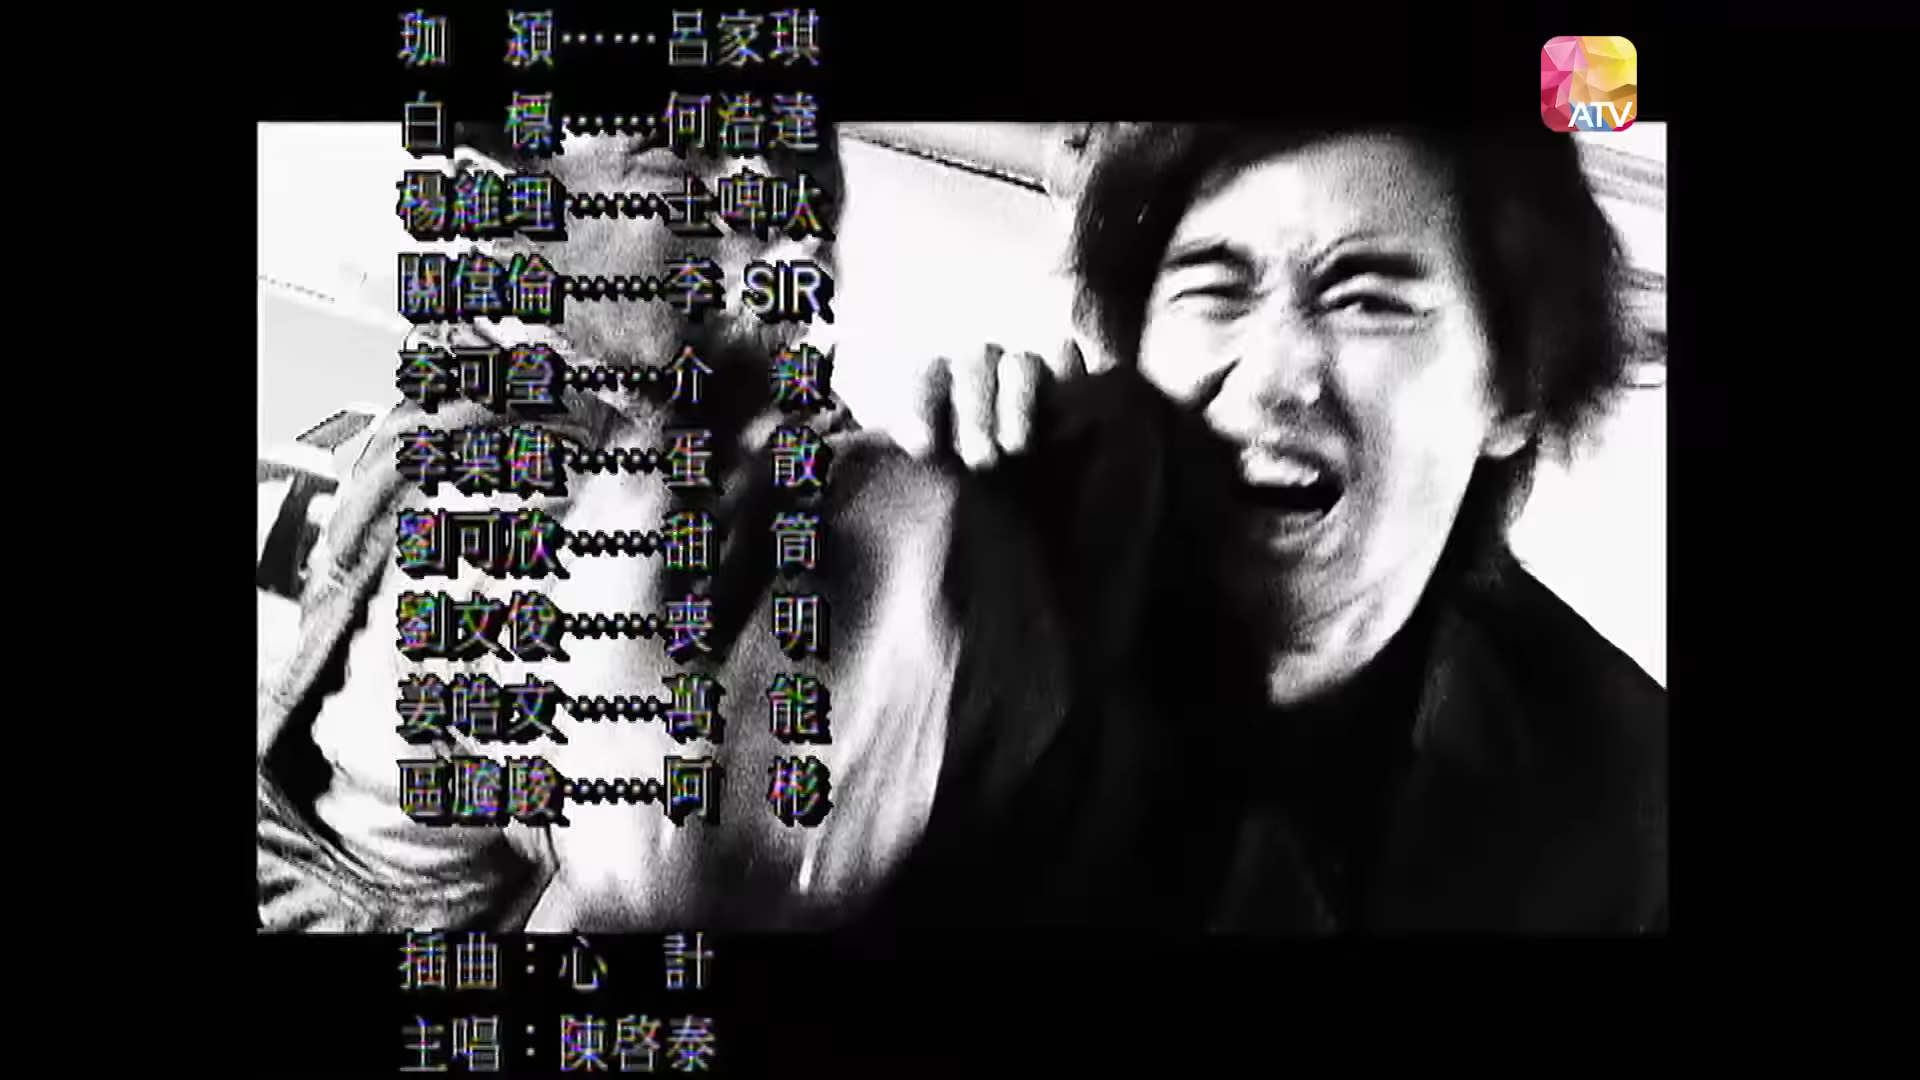 珈　穎……呂家琪
白　標……何浩達
楊維理……士啤呔
關偉倫……李 SIR
李可瑩……介　辣
李葉健……蛋　散
劉可欣……甜　筒
劉文俊……喪　明
姜皓文……萬　能
區騰駿……阿　彬
插曲：心　計
主唱：陳啓泰
ATV